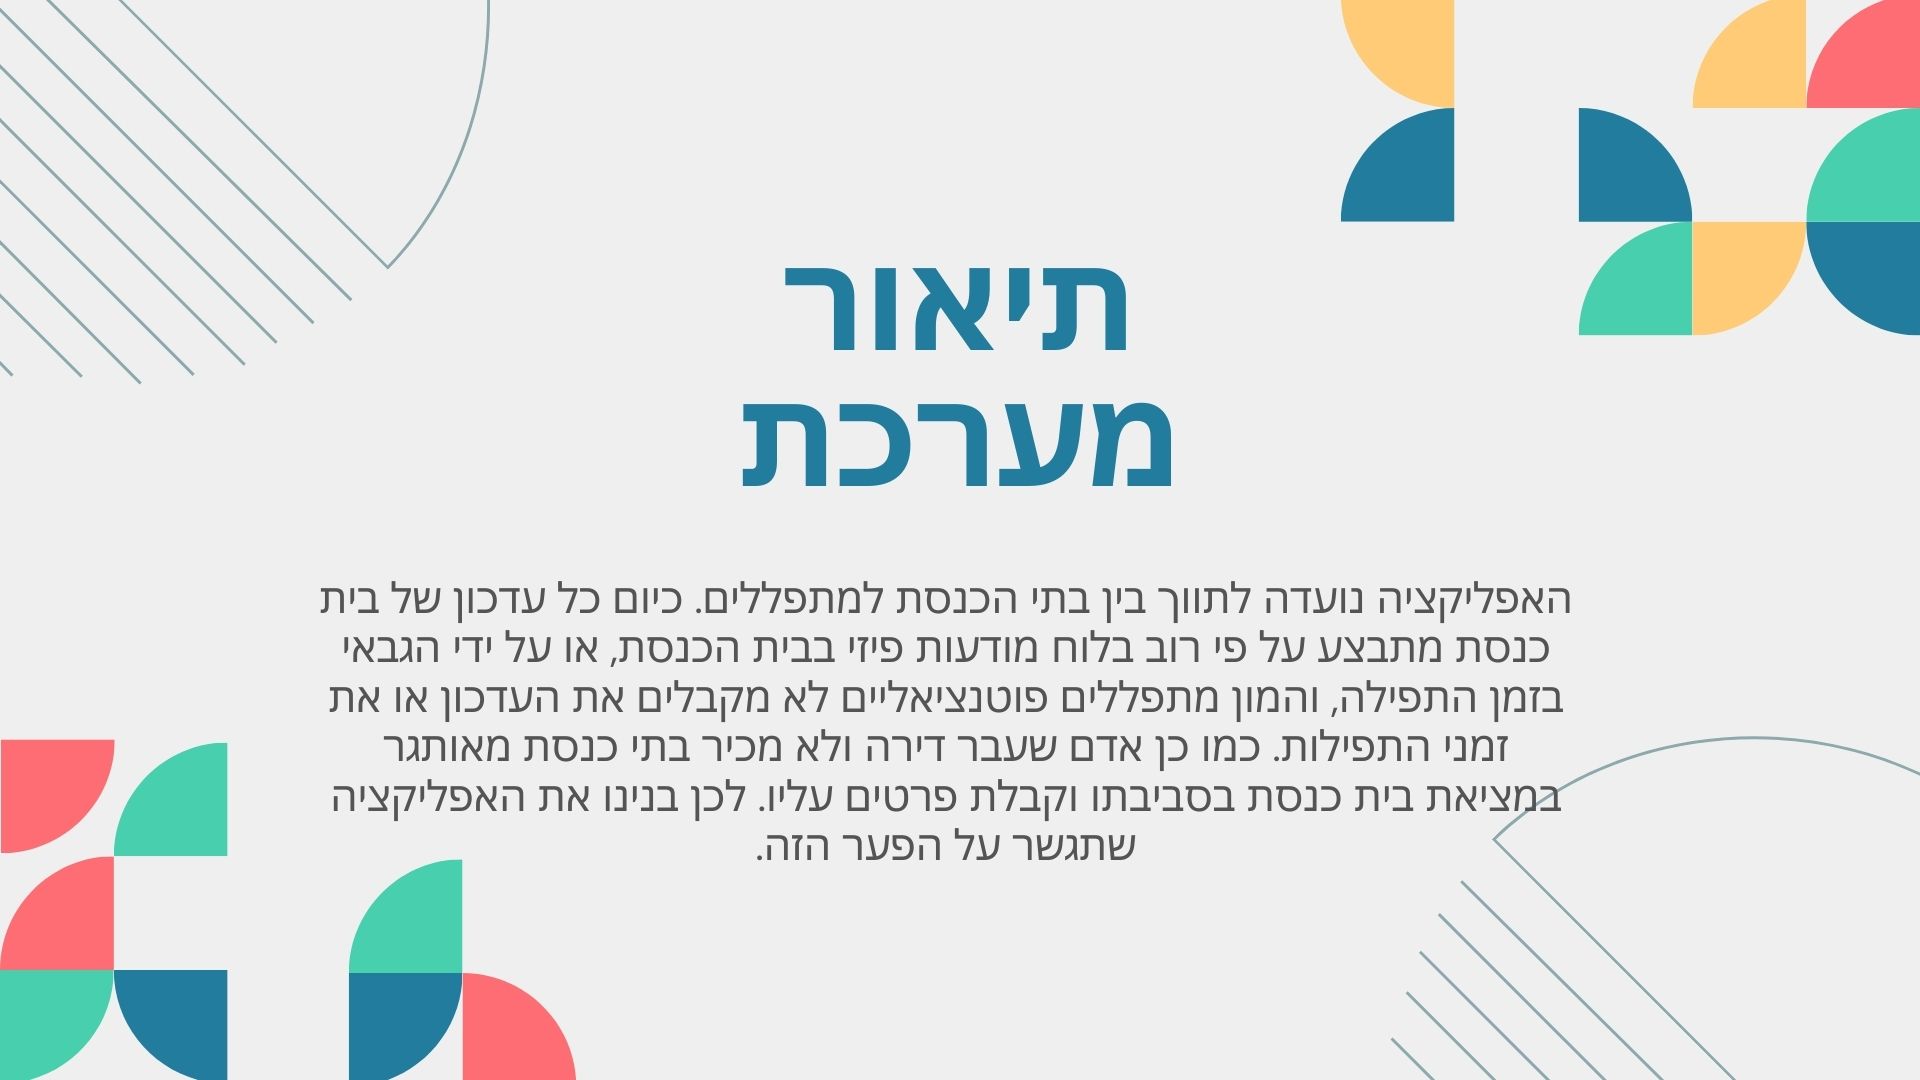 תיאור
מערכת
האפליקציה נועדה לתווך בין בתי הכנסת למתפללים. כיום כל עדכון של בית
כנסת מתבצע על פי רוב בלוח מודעות פיזי בבית הכנסת, או על ידי הגבאי
בזמן התפילה, והמון מתפללים פוטנציאליים לא מקבלים את העדכון או את
זמני התפילות. כמו כן אדם שעבר דירה ולא מכיר בתי כנסת מאותגר
במציאת בית כנסת בסביבתו וקבלת פרטים עליו. לכן בנינו את האפליקציה
שתגשר על הפער הזה.